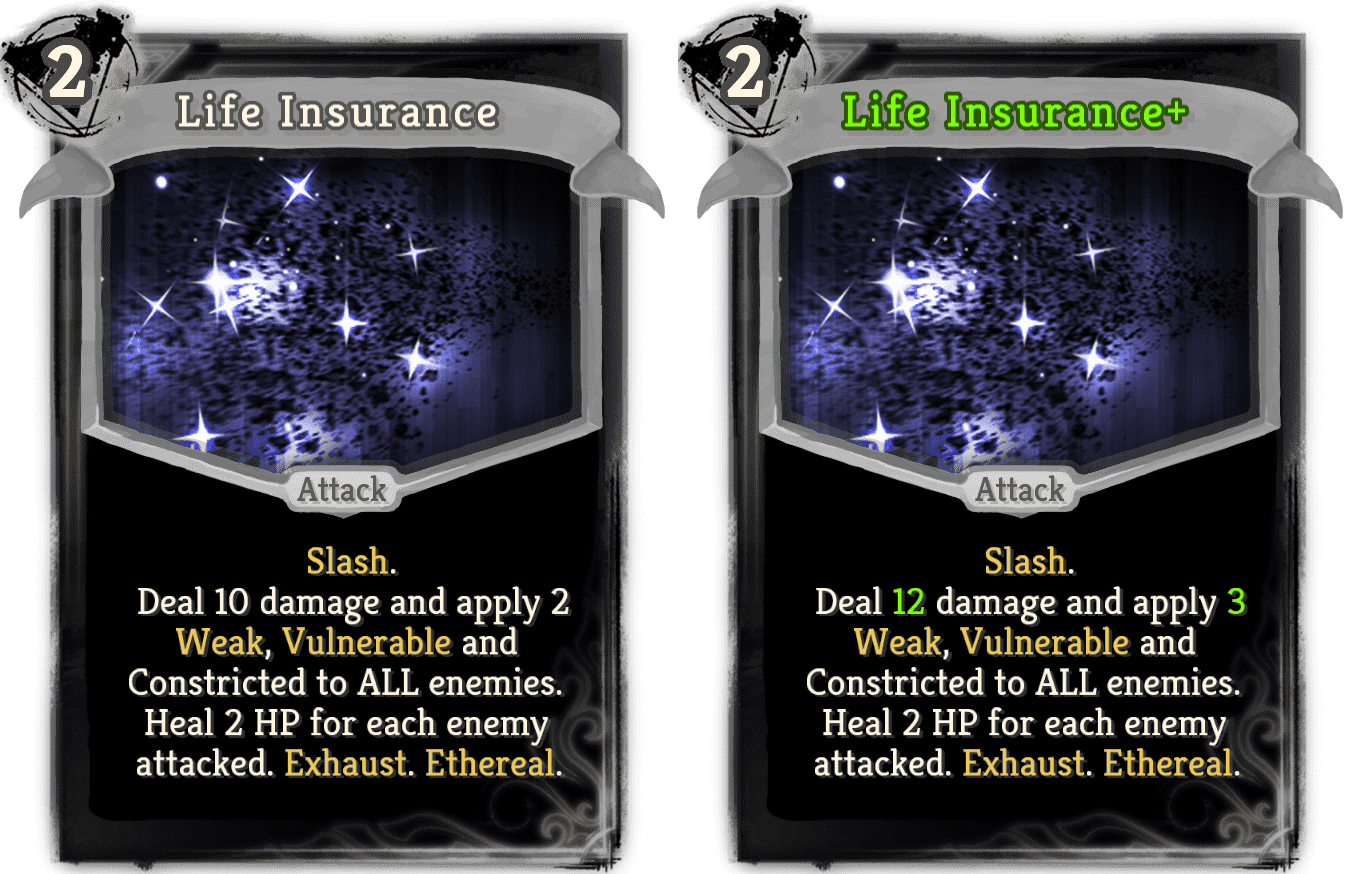 2
Life Insurance
Attack
Slash.
Deal 10 damage and apply 2
Weak, Vulnerable and
Constricted to ALL enemies.
Heal 2 HP for each enemy
attacked. Exhaust. Ethereal.
2
Life Insurance+
Attack
Slash.
Deal 12 damage and apply 3
Weak, Vulnerable and
Constricted to ALL enemies.
Heal 2 HP for each enemy
attacked. Exhaust. Ethereal.